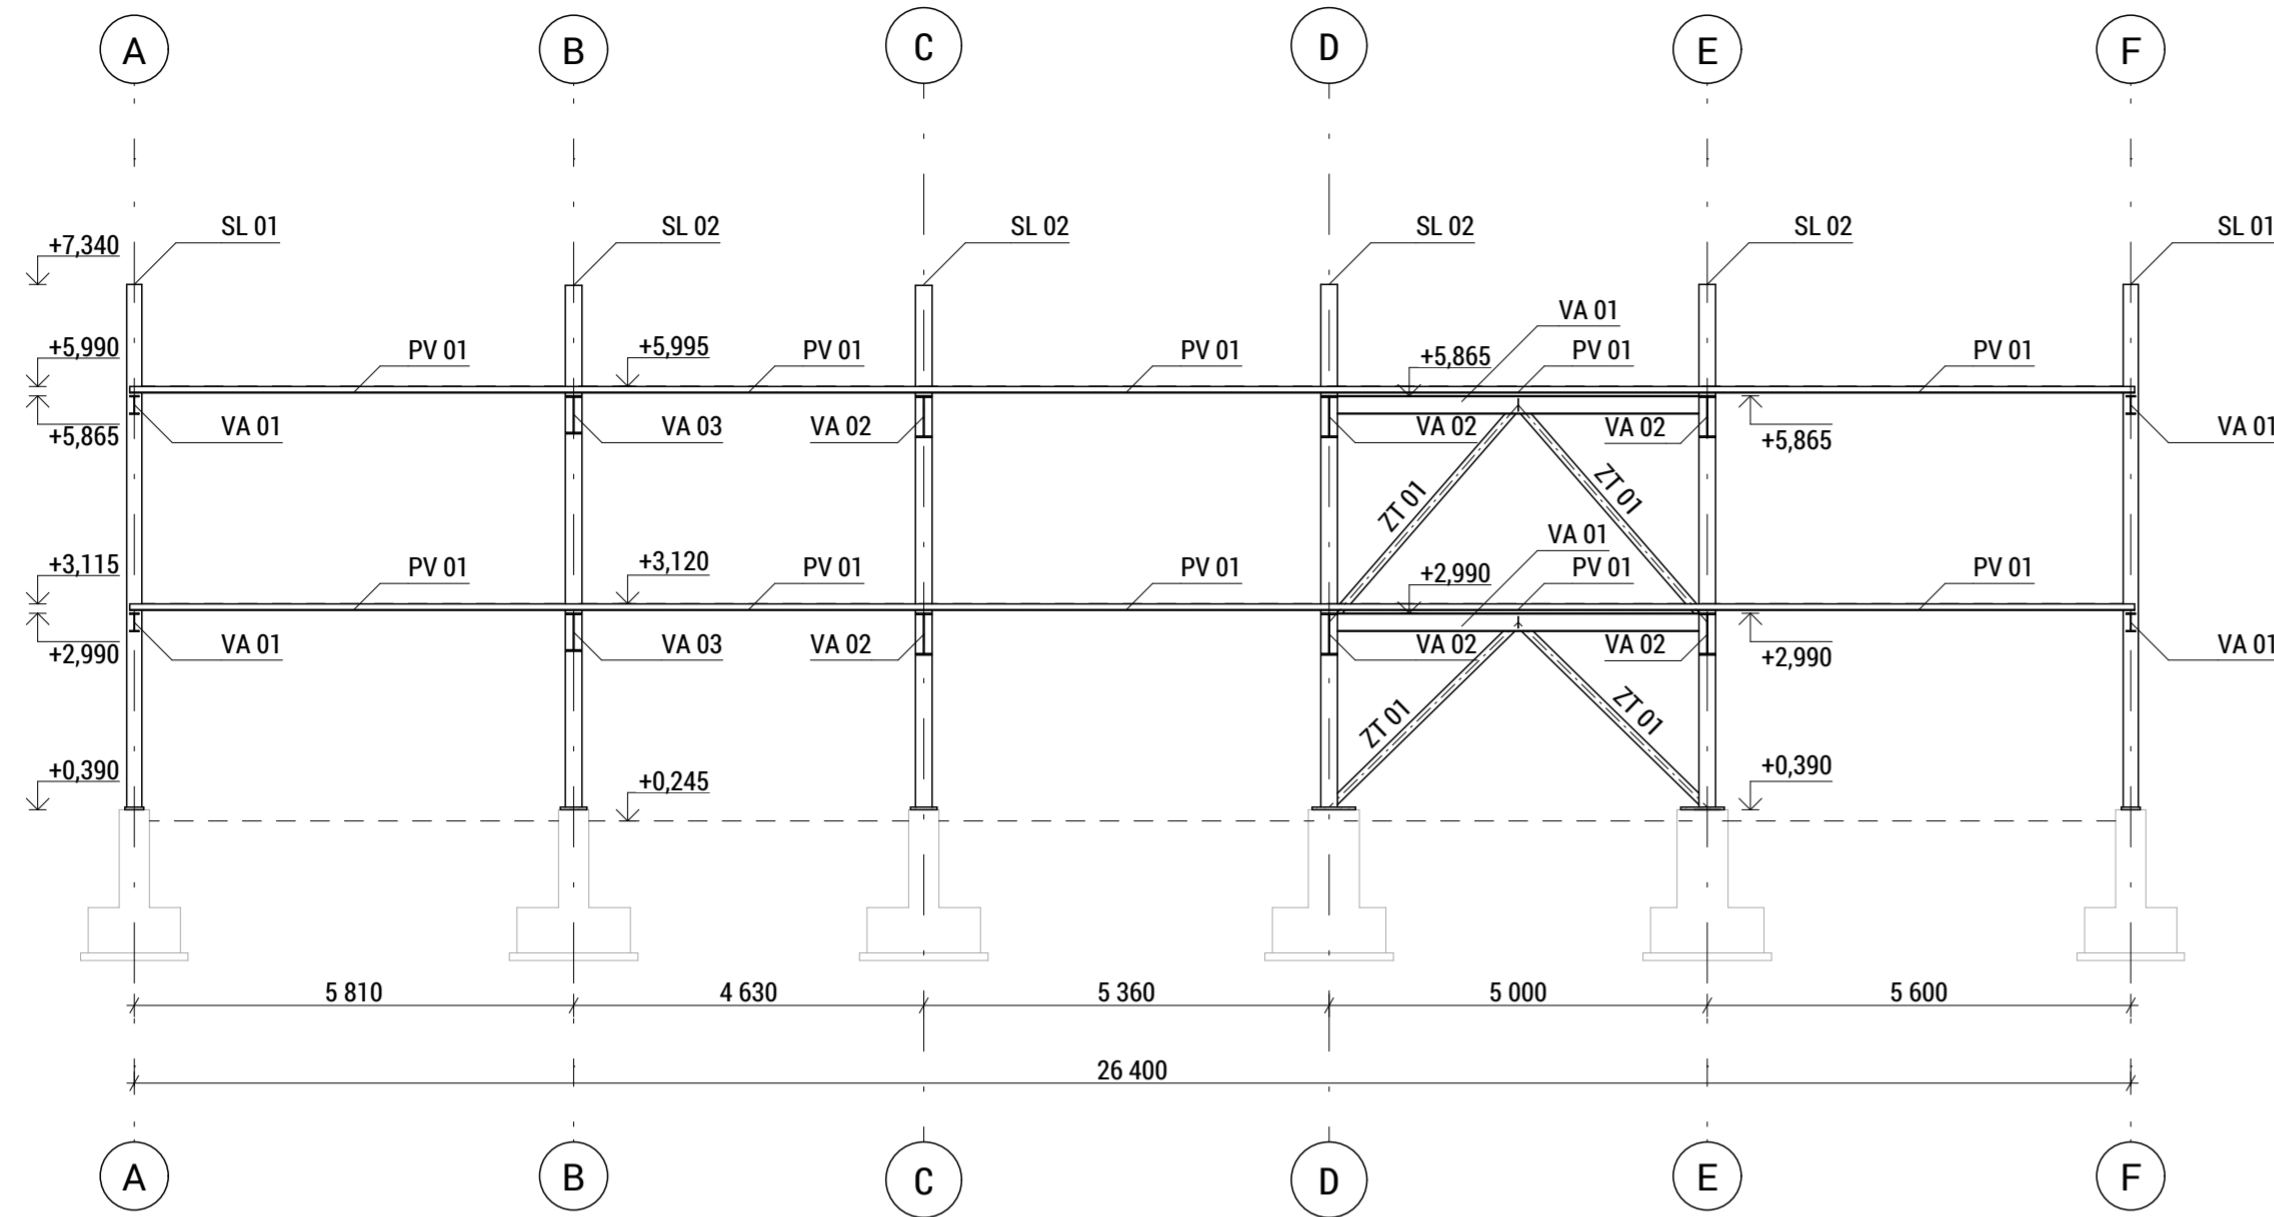 A B C D E F
SL 01 SL 02 SL 02 SL 02 SL 02 SL 01
+7,340
VA 01
+5,990 PV 01 +5,995 PV 01 PV 01 +5,865 PV 01 PV 01
+5,865 VA 01 VA 03 VA 02 VA 02 VA 02 +5,865 VA 01
ZT 01 ZT 01
VA 01
+3,115 PV 01 +3,120 PV 01 PV 01 +2,990 PV 01 PV 01
+2,990 VA 01 VA 03 VA 02 VA 02 VA 02 +2,990 VA 01
ZT 01 ZT 01
+0,390 +0,245 +0,390
5 810 4 630 5 360 5 000 5 600
26 400
A B C D E F